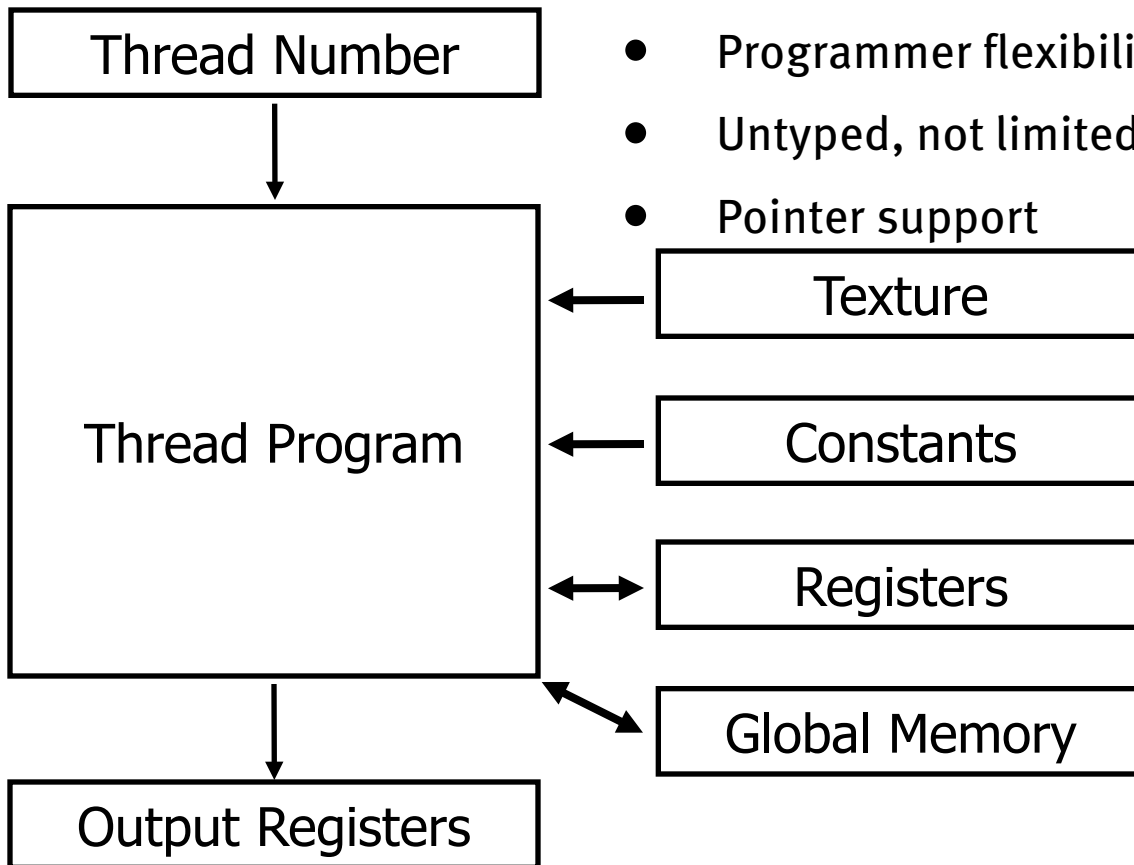 Thread Number
• Programmer flexibili
• Untyped, not limited
• Pointer support
Texture
Thread Program
Constants
Registers
Global Memory
Output Registers